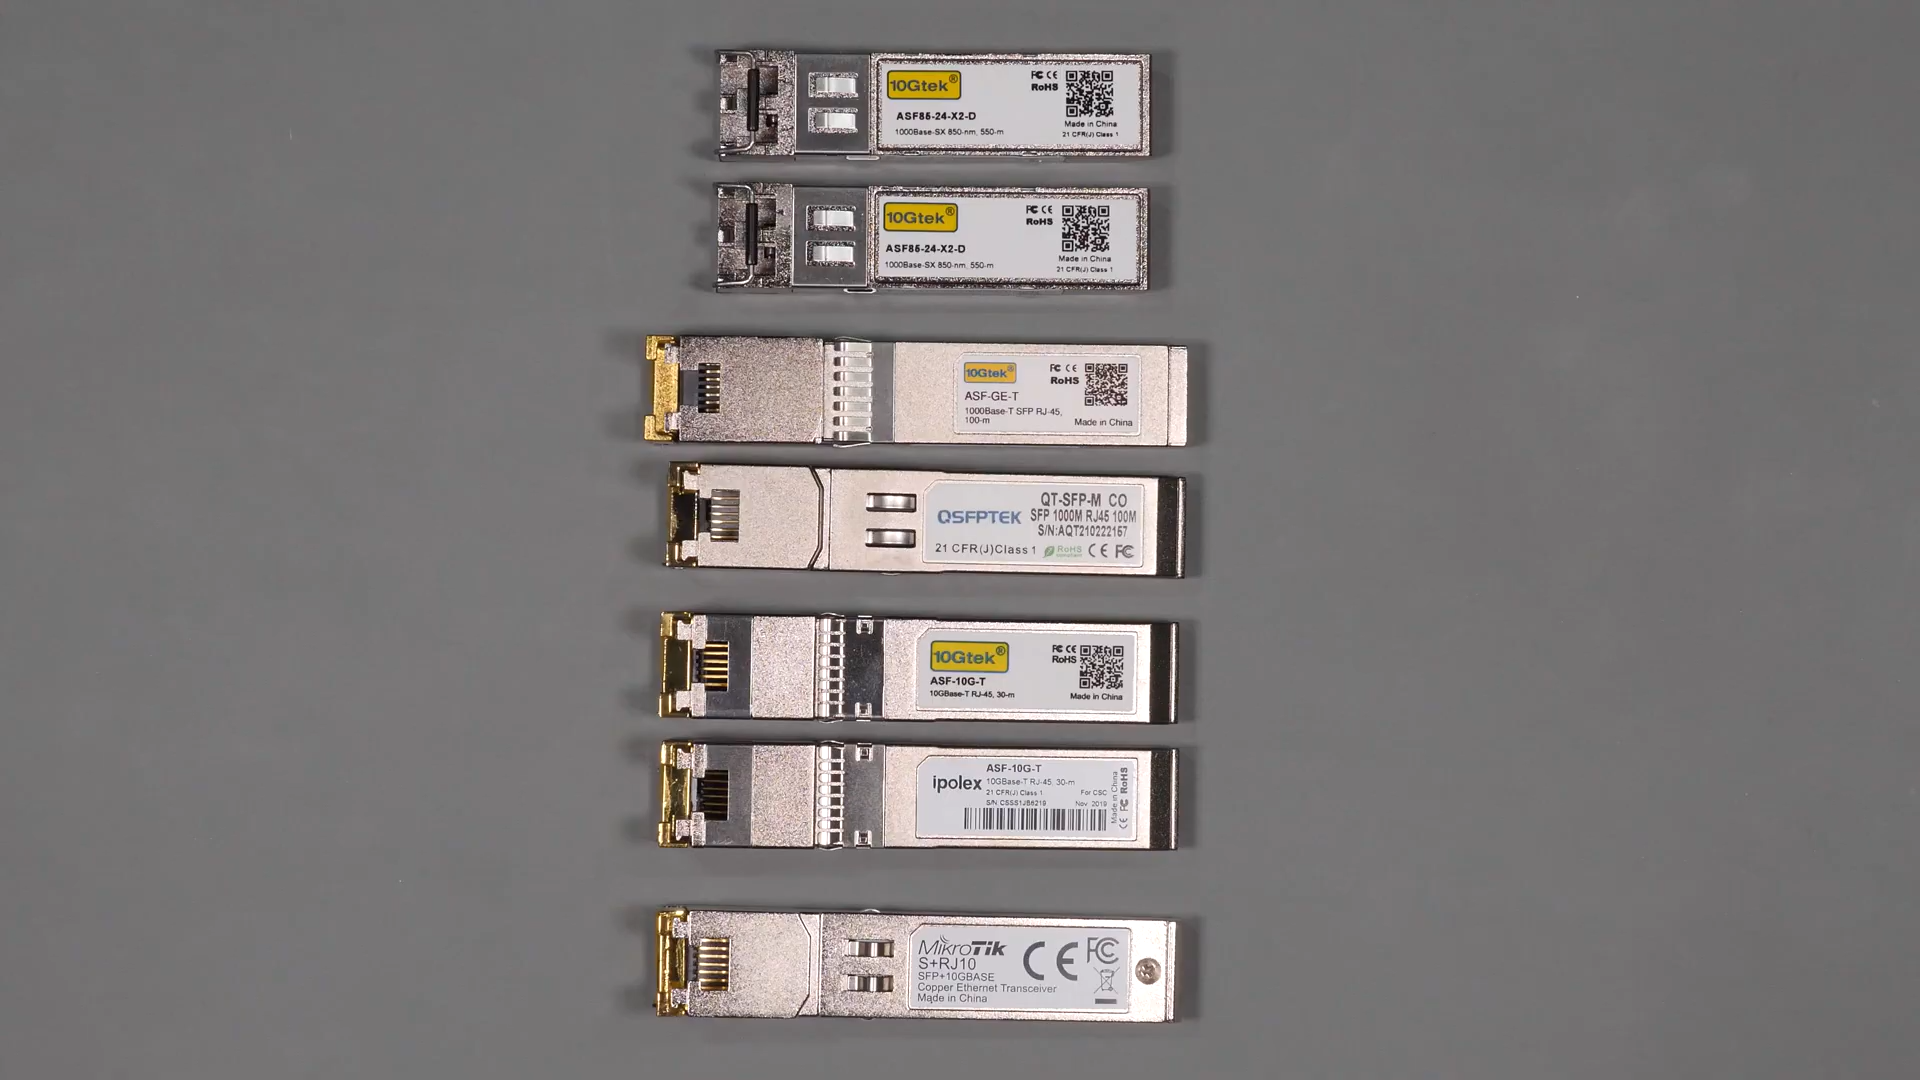 10Gtek®
FC CE
RoHS
ASF85-24-X2-D
1000Base-SX 850-nm, 550-m
Made in China
21 CFR(J) Class 1
10Gtek®
FC CE
RoHS
ASF85-24-X2-D
1000Base-SX 850-nm, 550-m
Made in China
21 CFR(J) Class 1
10Gtek®
FC CE
RoHS
ASF-GE-T
1000Base-T SFP RJ-45,
100-m
Made in China
QSFPTEK
QT-SFP-M CO
SFP 1000M RJ45 100M
S/N:AQT210222157
21 CFR(J)Class 1
RoHS
CE FC
10Gtek®
FC CE
RoHS
ASF-10G-T
10GBase-T RJ-45, 30-m
Made in China
ipolex
ASF-10G-T
10GBase-T RJ-45, 30-m
21 CFR(J) Class 1
For CSC
S/N:CSSS1JB6219
Nov 2019
Made in China
CE FC RoHS
MikroTik
S+RJ10
SFP+10GBASE
Copper Ethernet Transceiver
Made in China
CE FC